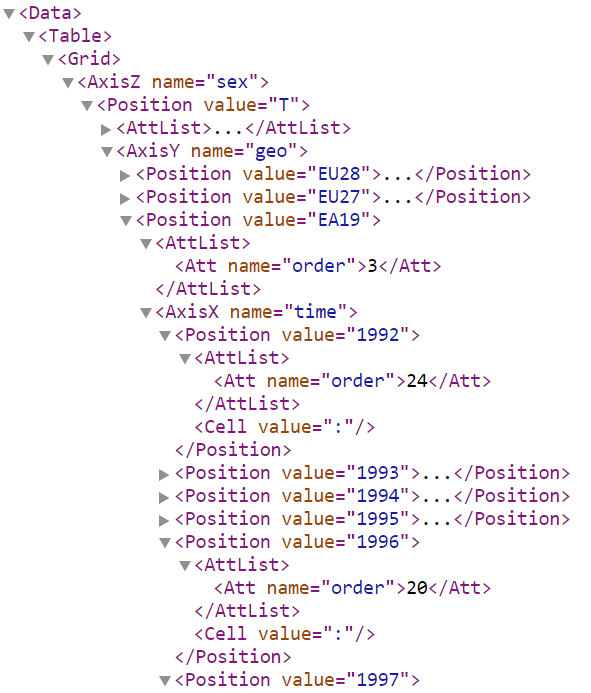 <Data>
<Table>
<Grid>
<AxisZ name="sex">
<Position value="T">
<AttList>...</AttList>
<AxisY name="geo">
<Position value="EU28">...</Position>
<Position value="EU27">...</Position>
<Position value="EA19">
<AttList>
<Att name="order">3</Att>
</AttList>
<AxisX name="time">
<Position value="1992">
<AttList>
<Att name="order">24</Att>
</AttList>
<Cell value=":"/>
</Position>
<Position value="1993">...</Position>
<Position value="1994">...</Position>
<Position value="1995">...</Position>
<Position value="1996">
<AttList>
<Att name="order">20</Att>
</AttList>
<Cell value=":"/>
</Position>
<Position value="1997">